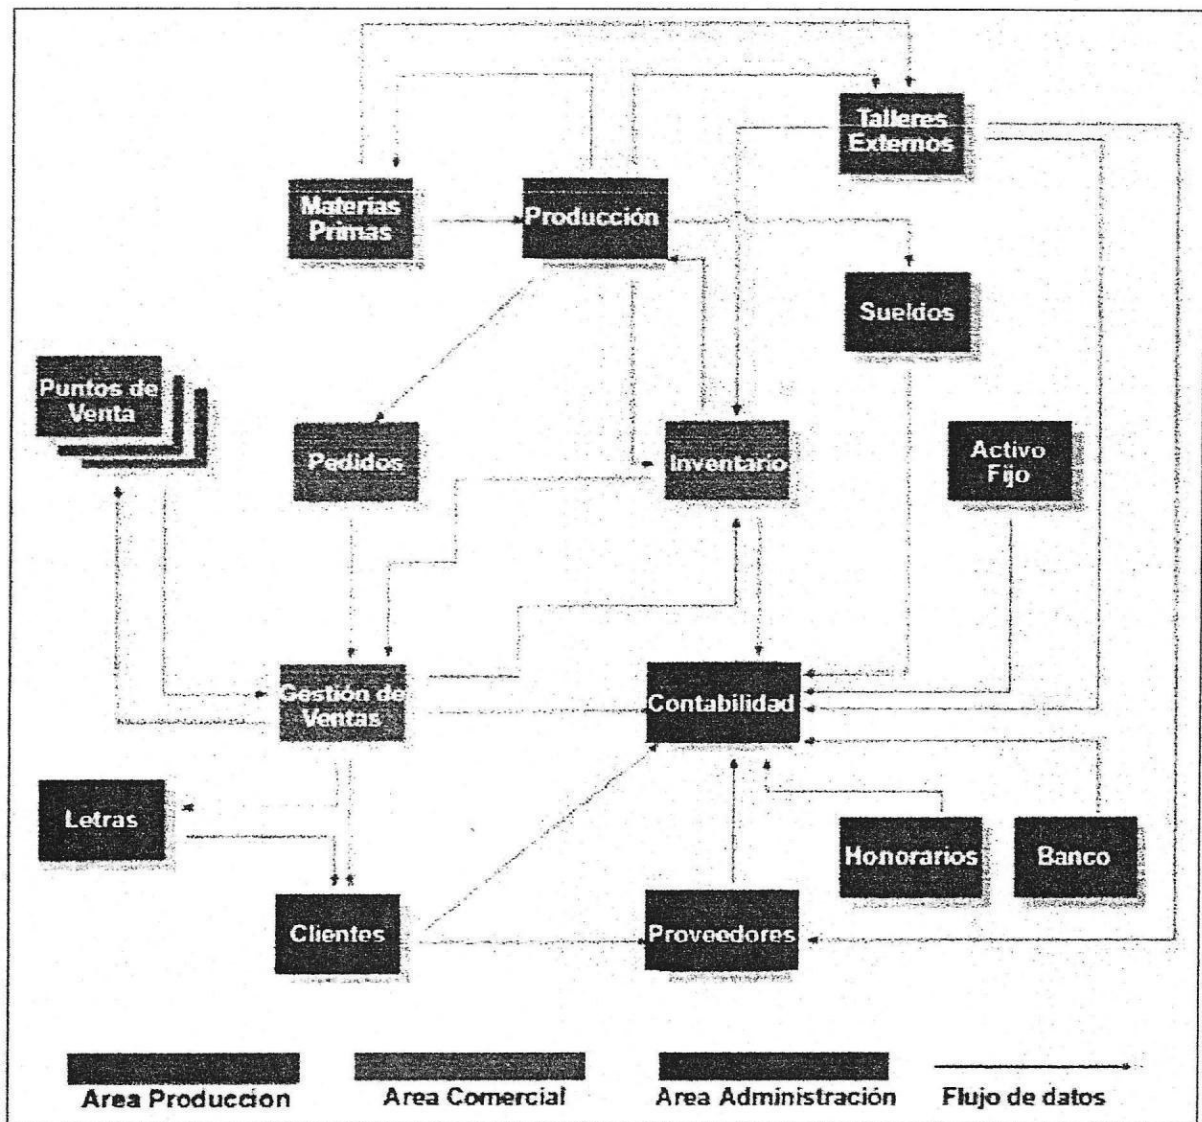 Talleres
Externos
Materias
Primas
Producción
Sueldos
Puntos de
Venta
Pedidos
Inventario
Activo
Fijo
Gestión de
Ventas
Contabilidad
Letras
Honorarios
Banco
Clientes
Proveedores
Area Produccion
Area Comercial
Area Administración
Flujo de datos